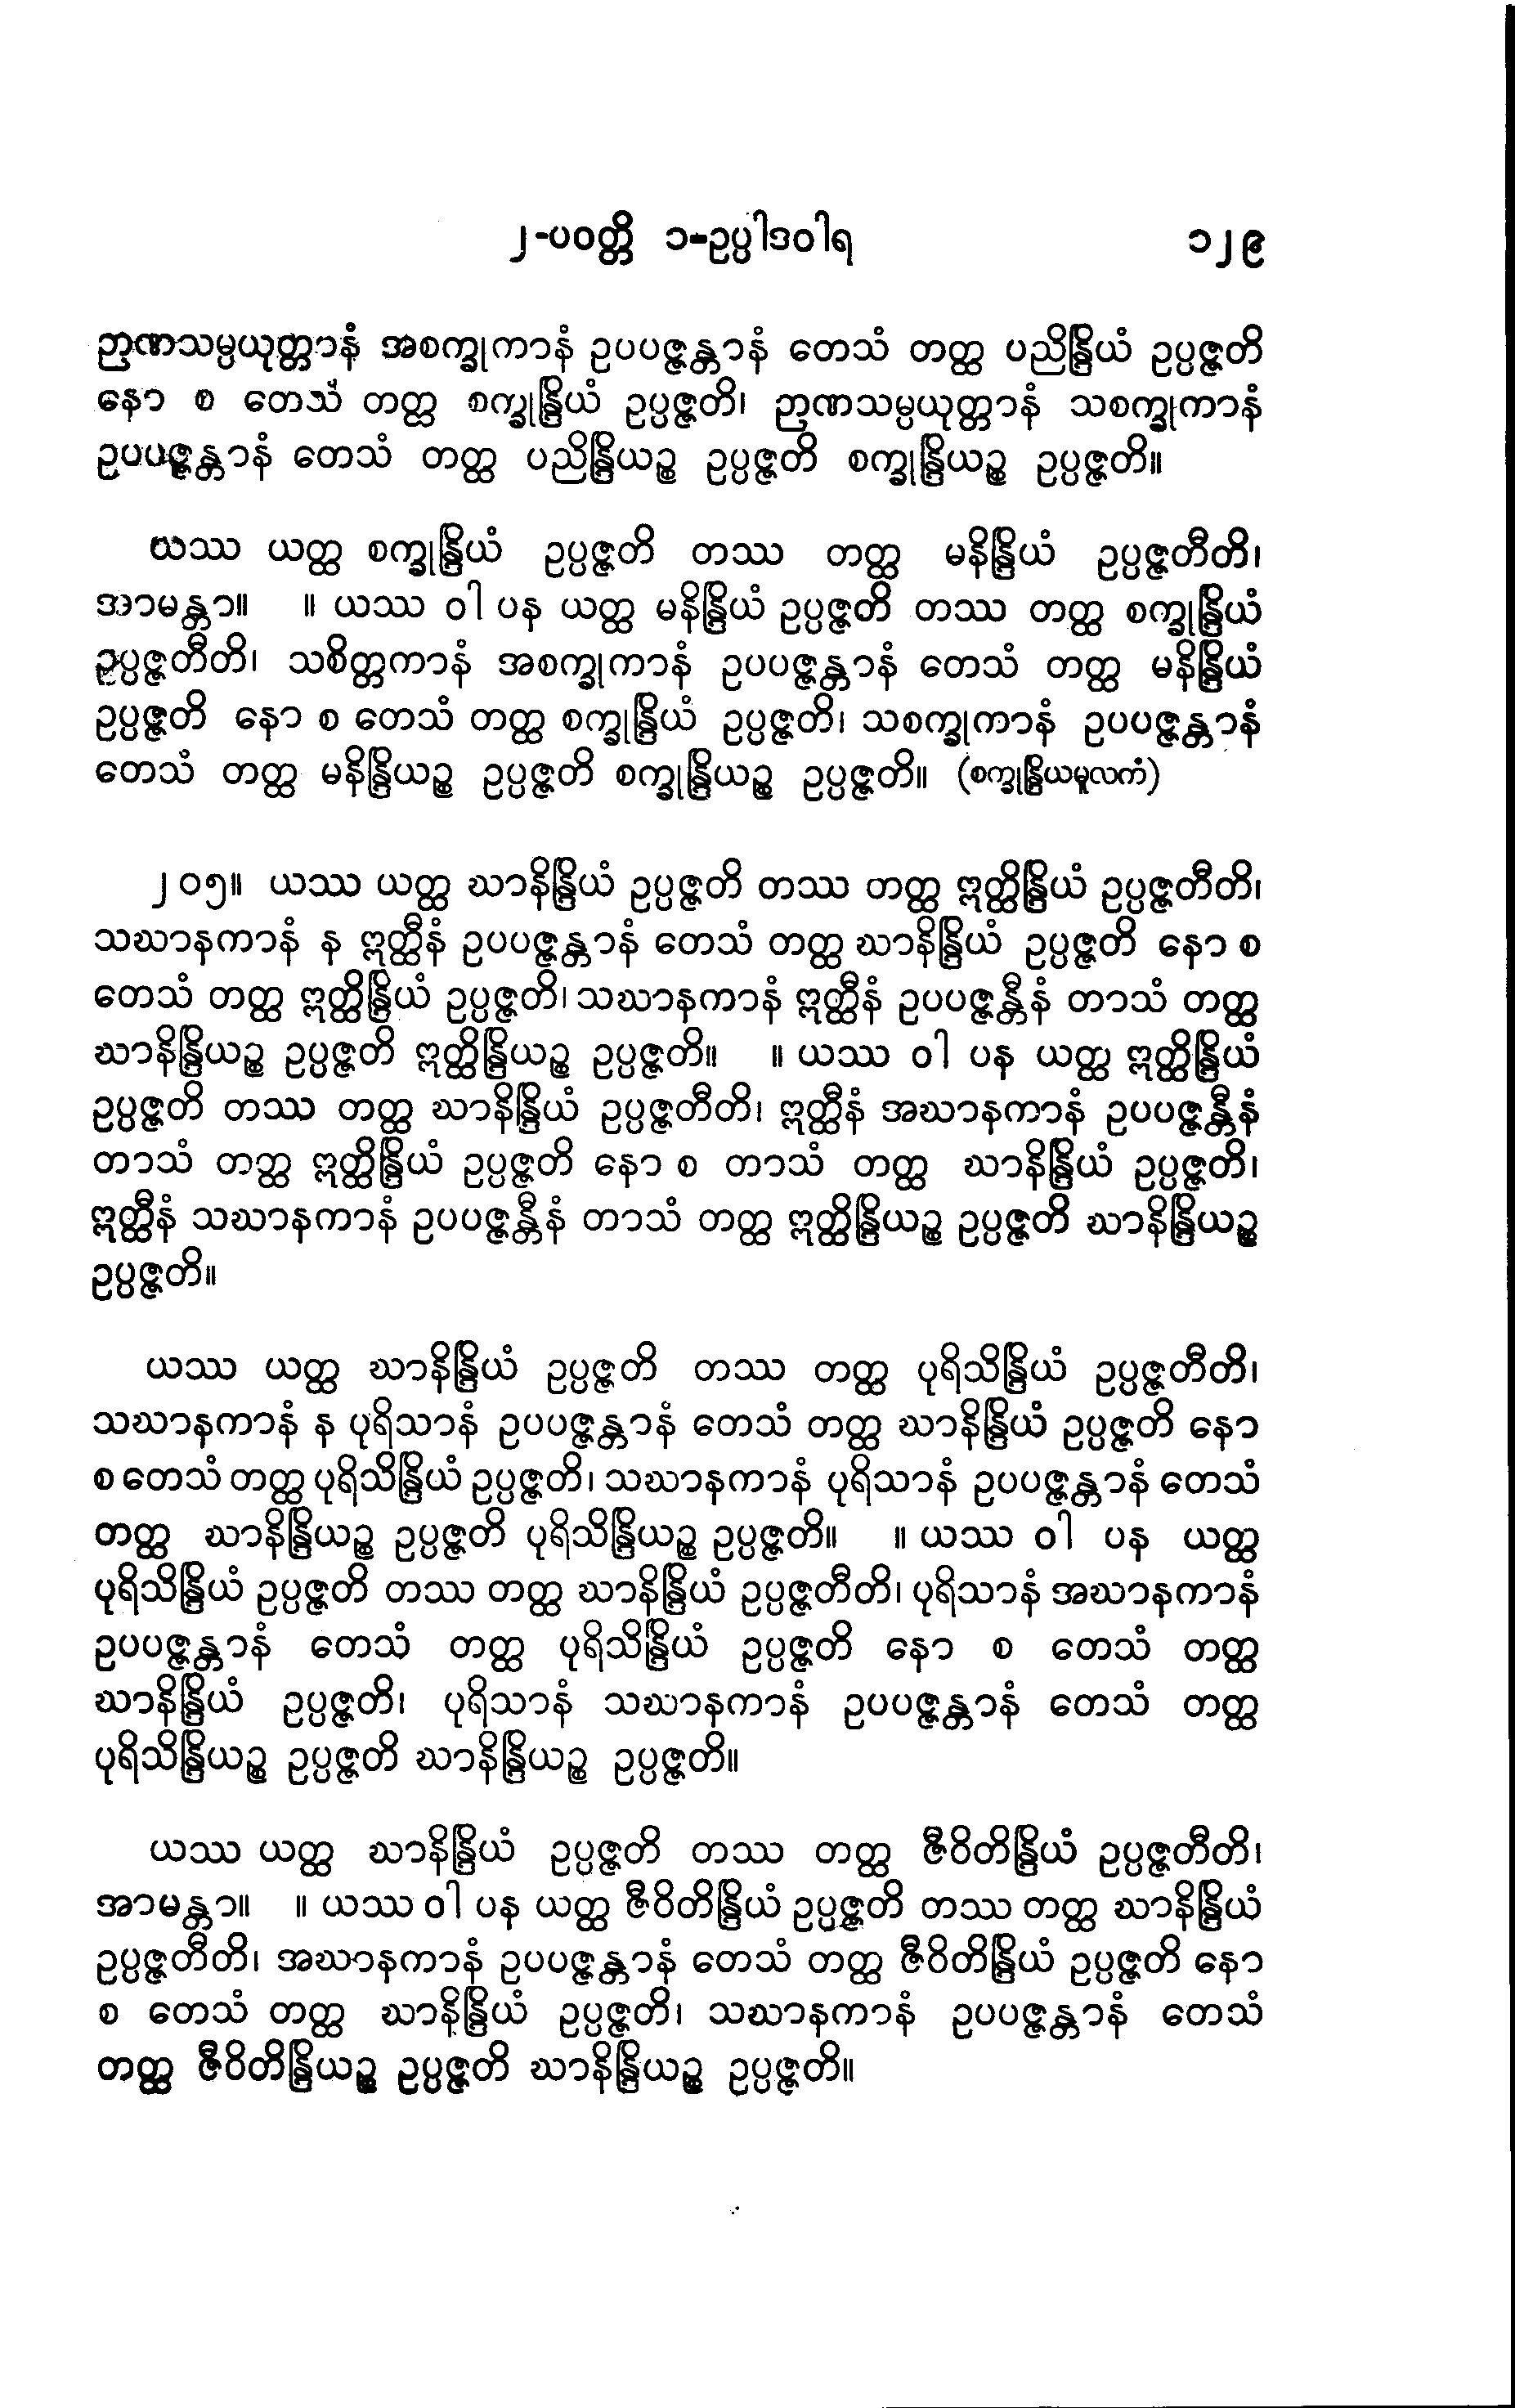 ၂-ပဝတ္တိ ၁-ဥပ္ပါဒဝါရ ၁၂၉
ဉာဏသမ္ပယုတ္တာနံ အစက္ခုကာနံ ဥပပဇ္ဇန္တာနံ တေသံ တတ္ထ ပညိန္ဒြိယံ ဥပ္ပဇ္ဇတိ
နော စ တေသံ တတ္ထ စက္ခုန္ဒြိယံ ဥပ္ပဇ္ဇတိ၊ ဉာဏသမ္ပယုတ္တာနံ သစက္ခုကာနံ
ဥပပဇ္ဇန္တာနံ တေသံ တတ္ထ ပညိန္ဒြိယဉ္စ ဥပ္ပဇ္ဇတိ စက္ခုန္ဒြိယဉ္စ ဥပ္ပဇ္ဇတိ။
ယဿ ယတ္ထ စက္ခုန္ဒြိယံ ဥပ္ပဇ္ဇတိ တဿ တတ္ထ မနိန္ဒြိယံ ဥပ္ပဇ္ဇတီတိ၊
အာမန္တာ။ ။ ယဿ ဝါ ပန ယတ္ထ မနိန္ဒြိယံ ဥပ္ပဇ္ဇတိ တဿ တတ္ထ စက္ခုန္ဒြိယံ
ဥပ္ပဇ္ဇတီတိ၊ သစိတ္တကာနံ အစက္ခုကာနံ ဥပပဇ္ဇန္တာနံ တေသံ တတ္ထ မနိန္ဒြိယံ
ဥပ္ပဇ္ဇတိ နော စ တေသံ တတ္ထ စက္ခုန္ဒြိယံ ဥပ္ပဇ္ဇတိ၊ သစက္ခုကာနံ ဥပပဇ္ဇန္တာနံ
တေသံ တတ္ထ မနိန္ဒြိယဉ္စ ဥပ္ပဇ္ဇတိ စက္ခုန္ဒြိယဉ္စ ဥပ္ပဇ္ဇတိ။ (စက္ခုန္ဒြိယမူလကံ)
၂၀၅။ ယဿ ယတ္ထ ဃာနိန္ဒြိယံ ဥပ္ပဇ္ဇတိ တဿ တတ္ထ ဣတ္ထိန္ဒြိယံ ဥပ္ပဇ္ဇတီတိ၊
သဃာနကာနံ န ဣတ္ထီနံ ဥပပဇ္ဇန္တာနံ တေသံ တတ္ထ ဃာနိန္ဒြိယံ ဥပ္ပဇ္ဇတိ နော စ
တေသံ တတ္ထ ဣတ္ထိန္ဒြိယံ ဥပ္ပဇ္ဇတိ၊ သဃာနကာနံ ဣတ္ထီနံ ဥပပဇ္ဇန္တီနံ တာသံ တတ္ထ
ဃာနိန္ဒြိယဉ္စ ဥပ္ပဇ္ဇတိ ဣတ္ထိန္ဒြိယဉ္စ ဥပ္ပဇ္ဇတိ။ ။ ယဿ ဝါ ပန ယတ္ထ ဣတ္ထိန္ဒြိယံ
ဥပ္ပဇ္ဇတိ တဿ တတ္ထ ဃာနိန္ဒြိယံ ဥပ္ပဇ္ဇတီတိ၊ ဣတ္ထီနံ အဃာနကာနံ ဥပပဇ္ဇန္တီနံ
တာသံ တတ္ထ ဣတ္ထိန္ဒြိယံ ဥပ္ပဇ္ဇတိ နော စ တာသံ တတ္ထ ဃာနိန္ဒြိယံ ဥပ္ပဇ္ဇတိ၊
ဣတ္ထီနံ သဃာနကာနံ ဥပပဇ္ဇန္တီနံ တာသံ တတ္ထ ဣတ္ထိန္ဒြိယဉ္စ ဥပ္ပဇ္ဇတိ ဃာနိန္ဒြိယဉ္စ
ဥပ္ပဇ္ဇတိ။
ယဿ ယတ္ထ ဃာနိန္ဒြိယံ ဥပ္ပဇ္ဇတိ တဿ တတ္ထ ပုရိသိန္ဒြိယံ ဥပ္ပဇ္ဇတီတိ၊
သဃာနကာနံ န ပုရိသာနံ ဥပပဇ္ဇန္တာနံ တေသံ တတ္ထ ဃာနိန္ဒြိယံ ဥပ္ပဇ္ဇတိ နော
စ တေသံ တတ္ထ ပုရိသိန္ဒြိယံ ဥပ္ပဇ္ဇတိ၊ သဃာနကာနံ ပုရိသာနံ ဥပပဇ္ဇန္တာနံ တေသံ
တတ္ထ ဃာနိန္ဒြိယဉ္စ ဥပ္ပဇ္ဇတိ ပုရိသိန္ဒြိယဉ္စ ဥပ္ပဇ္ဇတိ။ ။ ယဿ ဝါ ပန ယတ္ထ
ပုရိသိန္ဒြိယံ ဥပ္ပဇ္ဇတိ တဿ တတ္ထ ဃာနိန္ဒြိယံ ဥပ္ပဇ္ဇတီတိ၊ ပုရိသာနံ အဃာနကာနံ
ဥပပဇ္ဇန္တာနံ တေသံ တတ္ထ ပုရိသိန္ဒြိယံ ဥပ္ပဇ္ဇတိ နော စ တေသံ တတ္ထ
ဃာနိန္ဒြိယံ ဥပ္ပဇ္ဇတိ၊ ပုရိသာနံ သဃာနကာနံ ဥပပဇ္ဇန္တာနံ တေသံ တတ္ထ
ပုရိသိန္ဒြိယဉ္စ ဥပ္ပဇ္ဇတိ ဃာနိန္ဒြိယဉ္စ ဥပ္ပဇ္ဇတိ။
ယဿ ယတ္ထ ဃာနိန္ဒြိယံ ဥပ္ပဇ္ဇတိ တဿ တတ္ထ ဇီဝိတိန္ဒြိယံ ဥပ္ပဇ္ဇတီတိ၊
အာမန္တာ။ ။ ယဿ ဝါ ပန ယတ္ထ ဇီဝိတိန္ဒြိယံ ဥပ္ပဇ္ဇတိ တဿ တတ္ထ ဃာနိန္ဒြိယံ
ဥပ္ပဇ္ဇတီတိ၊ အဃာနကာနံ ဥပပဇ္ဇန္တာနံ တေသံ တတ္ထ ဇီဝိတိန္ဒြိယံ ဥပ္ပဇ္ဇတိ နော
စ တေသံ တတ္ထ ဃာနိန္ဒြိယံ ဥပ္ပဇ္ဇတိ၊ သဃာနကာနံ ဥပပဇ္ဇန္တာနံ တေသံ
တတ္ထ ဇီဝိတိန္ဒြိယဉ္စ ဥပ္ပဇ္ဇတိ ဃာနိန္ဒြိယဉ္စ ဥပ္ပဇ္ဇတိ။